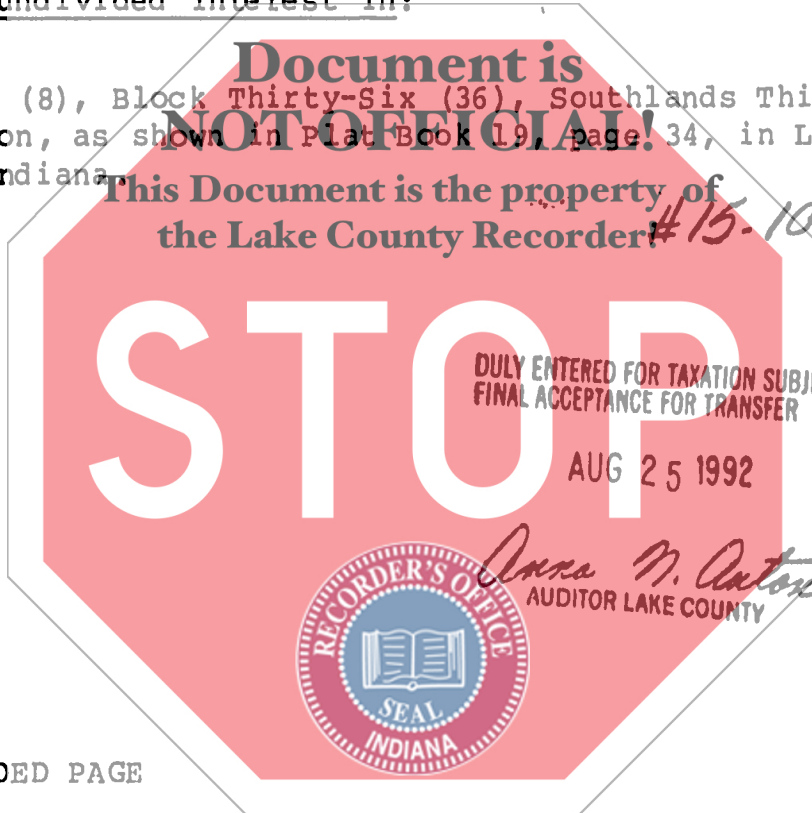 undivided interest in:
Document is
(8), Block Thirty-Six (36), Southlands Thi
NOT OFFICIAL!
on, as shown in Plat Book 19, page 34, in L
ndiana.
This Document is the property of
the Lake County Recorder!
#15-10
STOP
DULY ENTERED FOR TAXATION SUBJE
FINAL ACCEPTANCE FOR TRANSFER
AUG 25 1992
Anna N. Anton
AUDITOR LAKE COUNTY
RECORDER'S OFFICE
SEAL
INDIANA
DED PAGE